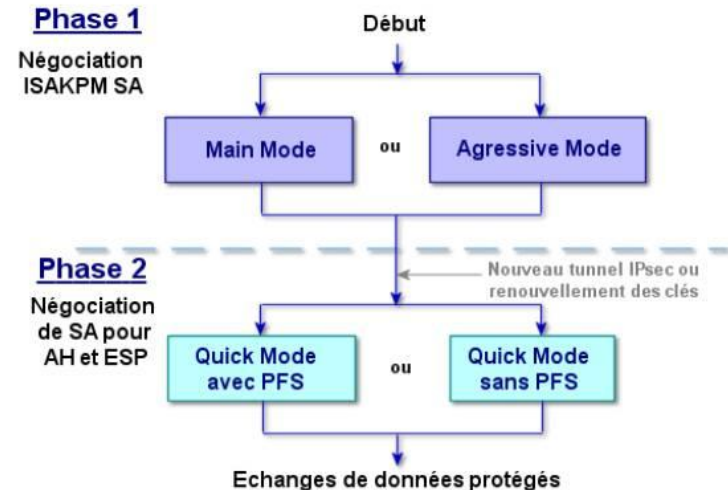 Phase 1
Négociation
ISAKPM SA
Début
Main Mode
ou
Agressive Mode
Phase 2
Négociation
de SA pour
AH et ESP
Nouveau tunnel IPsec ou
renouvellement des clés
Quick Mode
avec PFS
ou
Quick Mode
sans PFS
Echanges de données protégés